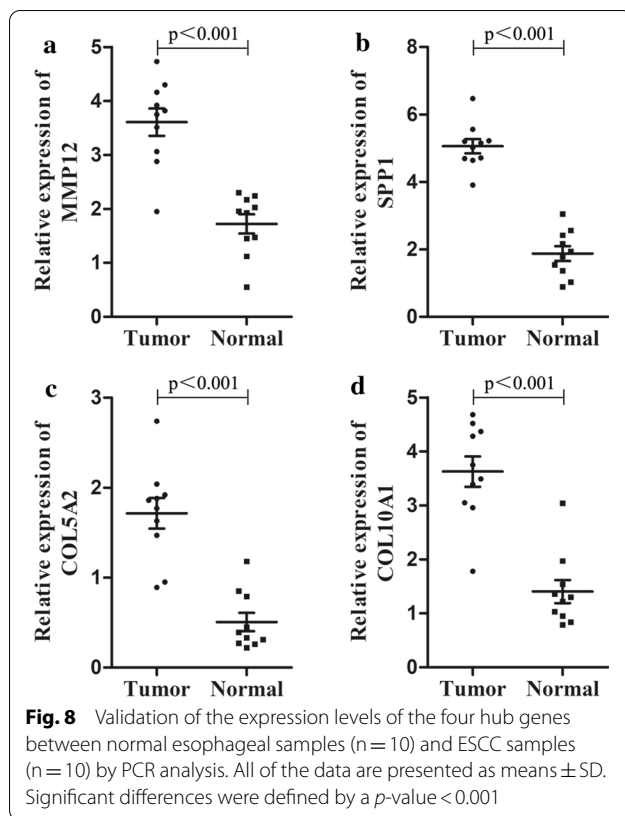 a
p<0.001
Relative expression of
MMP12
5
4
3
2
1
0
Tumor Normal
b
p<0.001
Relative expression of
SPP1
8
6
4
2
0
Tumor Normal
c
p<0.001
Relative expression of
COL5A2
3
2
1
0
Tumor Normal
d
p<0.001
Relative expression of
COL10A1
5
4
3
2
1
0
Tumor Normal
Fig. 8 Validation of the expression levels of the four hub genes
between normal esophageal samples (n = 10) and ESCC samples
(n = 10) by PCR analysis. All of the data are presented as means ± SD.
Significant differences were defined by a p-value < 0.001